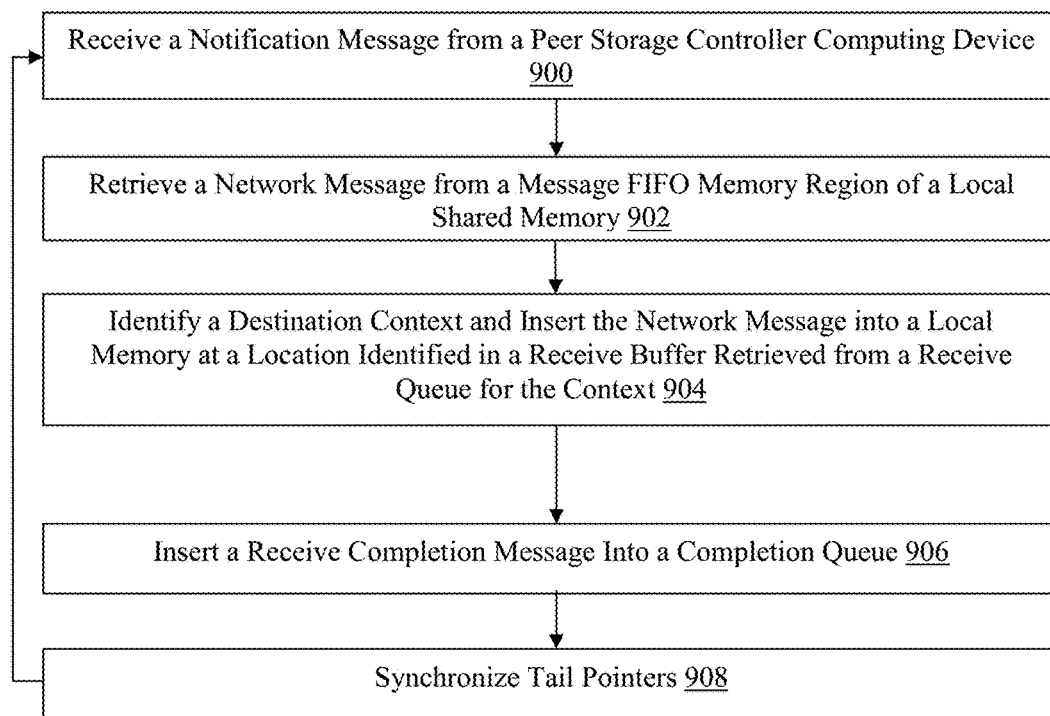 Receive a Notification Message from a Peer Storage Controller Computing Device
900
Retrieve a Network Message from a Message FIFO Memory Region of a Local
Shared Memory 902
Identify a Destination Context and Insert the Network Message into a Local
Memory at a Location Identified in a Receive Buffer Retrieved from a Receive
Queue for the Context 904
Insert a Receive Completion Message Into a Completion Queue 906
Synchronize Tail Pointers 908